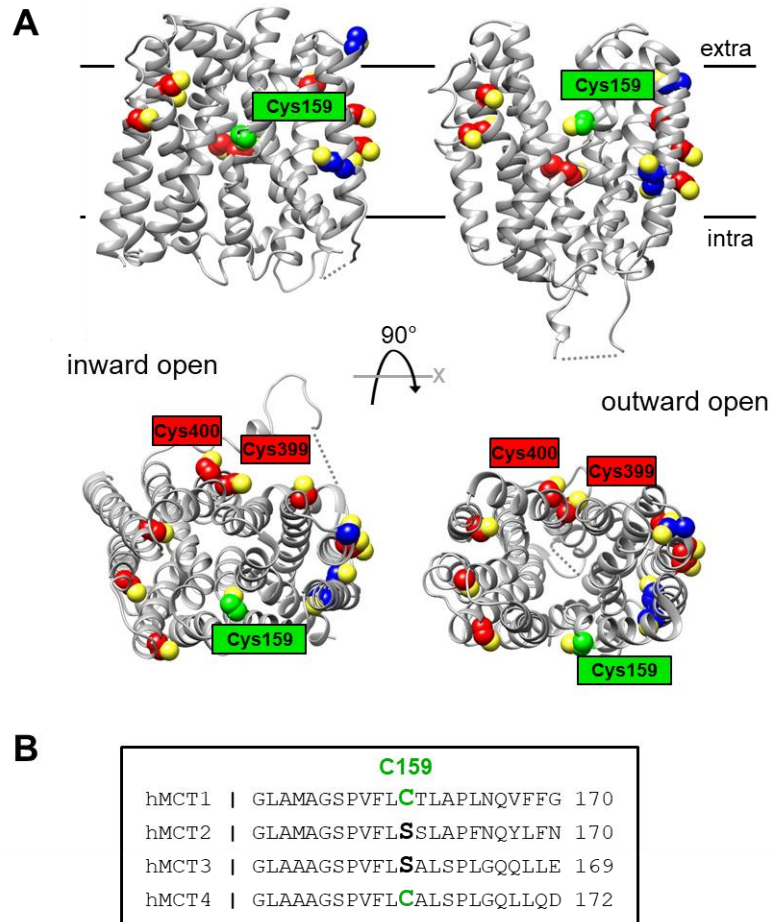 A
extra
Cys159
Cys159
intra
90°
x
inward open
outward open
Cys400
Cys399
Cys400
Cys399
Cys159
Cys159
B
C159
hMCT1 | GLAMAGSPVFLCTLAPLNQVFFG 170
hMCT2 | GLAMAGSPVFLSSLAPFNQYLFN 170
hMCT3 | GLAAAGSPVFLSALSPLGQQLLE 169
hMCT4 | GLAAAGSPVFLCALSPLGQLLQD 172